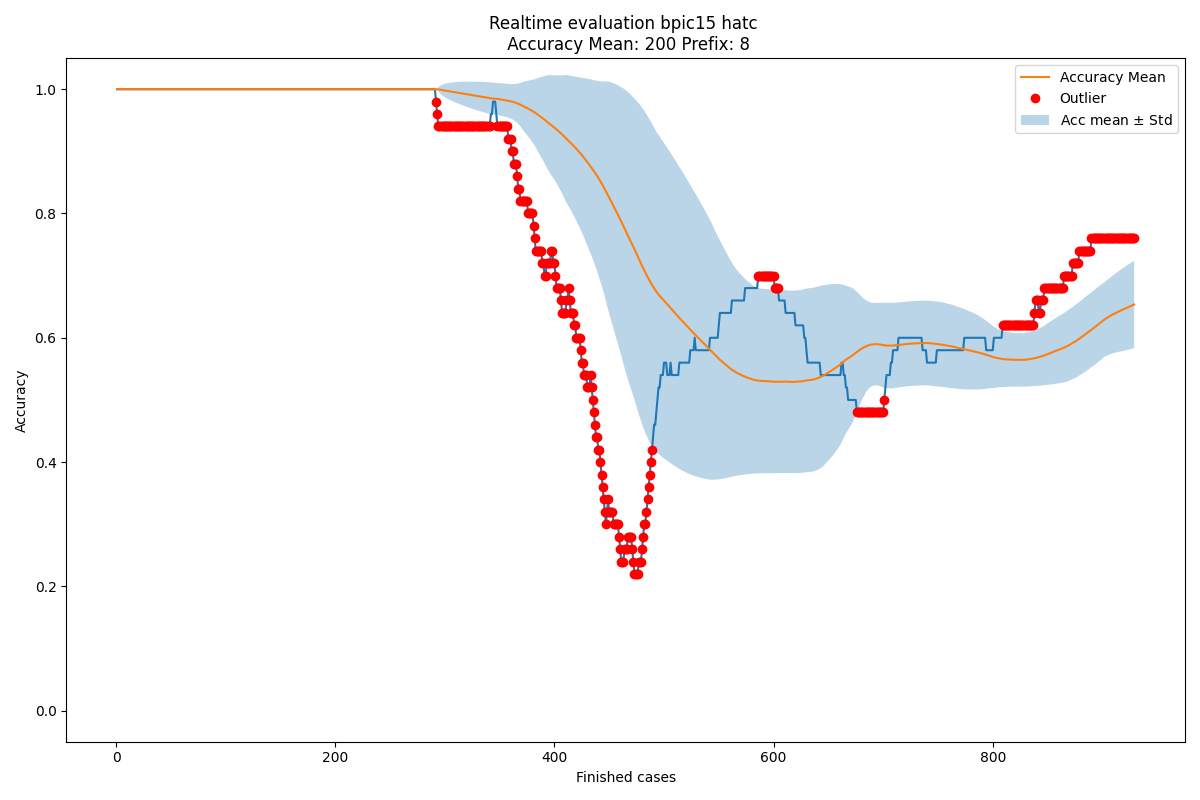 Realtime evaluation bpic15 hatc
Accuracy Mean: 200 Prefix: 8
Accuracy Mean
Outlier
Acc mean ± Std
1.0
0.8
0.6
0.4
0.2
0.0
Accuracy
0
200
400
600
800
Finished cases